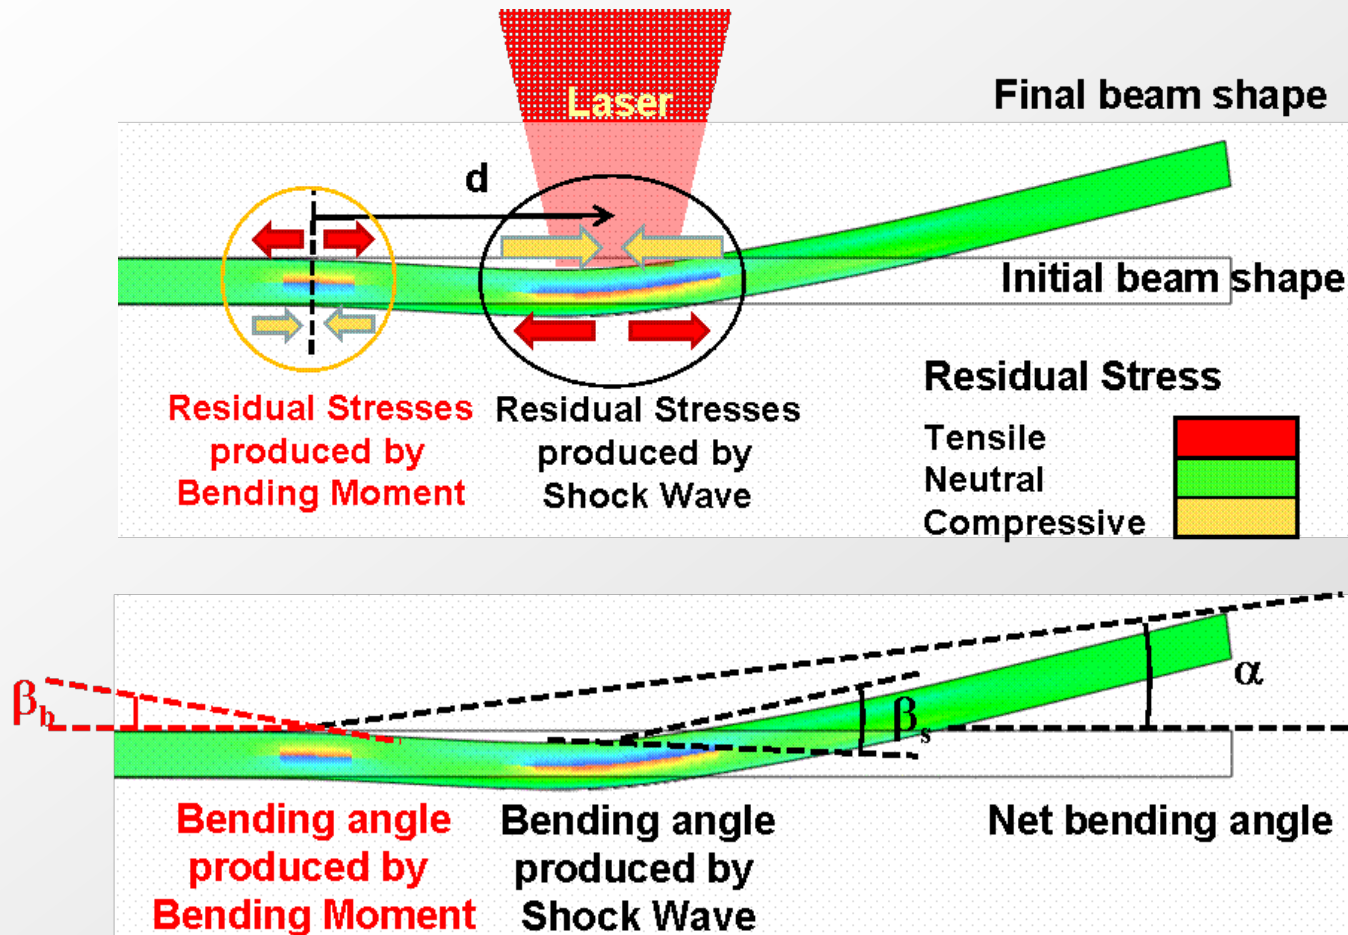 Laser
Final beam shape
d
Initial beam shape
Residual Stresses
produced by
Bending Moment
Residual Stresses
produced by
Shock Wave
Residual Stress
Tensile
Neutral
Compressive
βb
βs
α
Bending angle
produced by
Bending Moment
Bending angle
produced by
Shock Wave
Net bending angle